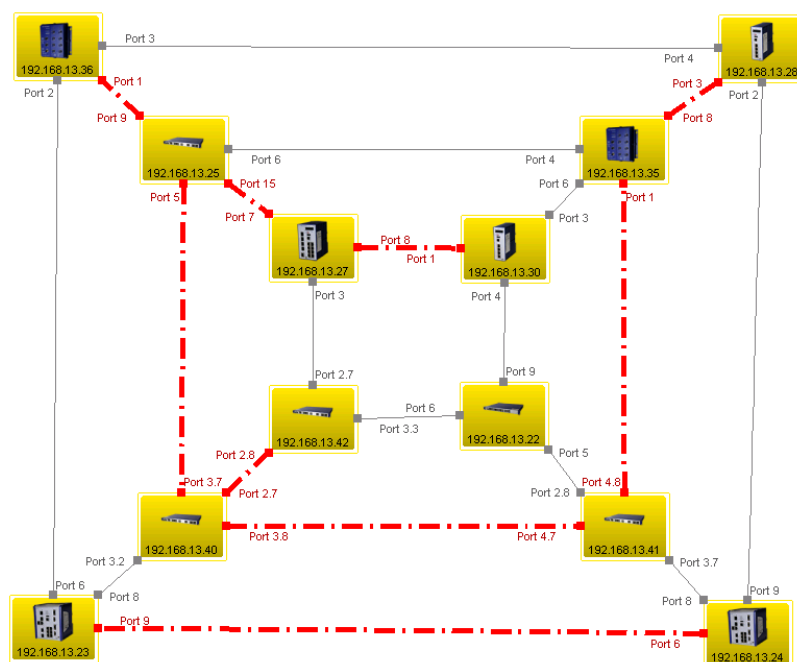 Port 3
Port 4
192.168.13.36
192.168.13.28
Port 2
Port 1
Port 3
Port 2
Port 9
Port 8
Port 6
Port 4
192.168.13.25
192.168.13.35
Port 5
Port 15
Port 6
Port 1
Port 7
Port 3
Port 8
Port 1
192.168.13.27
192.168.13.30
Port 3
Port 4
Port 2.7
Port 9
Port 6
Port 3.3
192.168.13.42
192.168.13.22
Port 2.8
Port 5
Port 3.7
Port 2.7
Port 4.8
Port 2.8
Port 3.8
Port 4.7
192.168.13.40
192.168.13.41
Port 3.2
Port 3.7
Port 6
Port 9
Port 8
Port 8
Port 9
Port 6
192.168.13.23
192.168.13.24